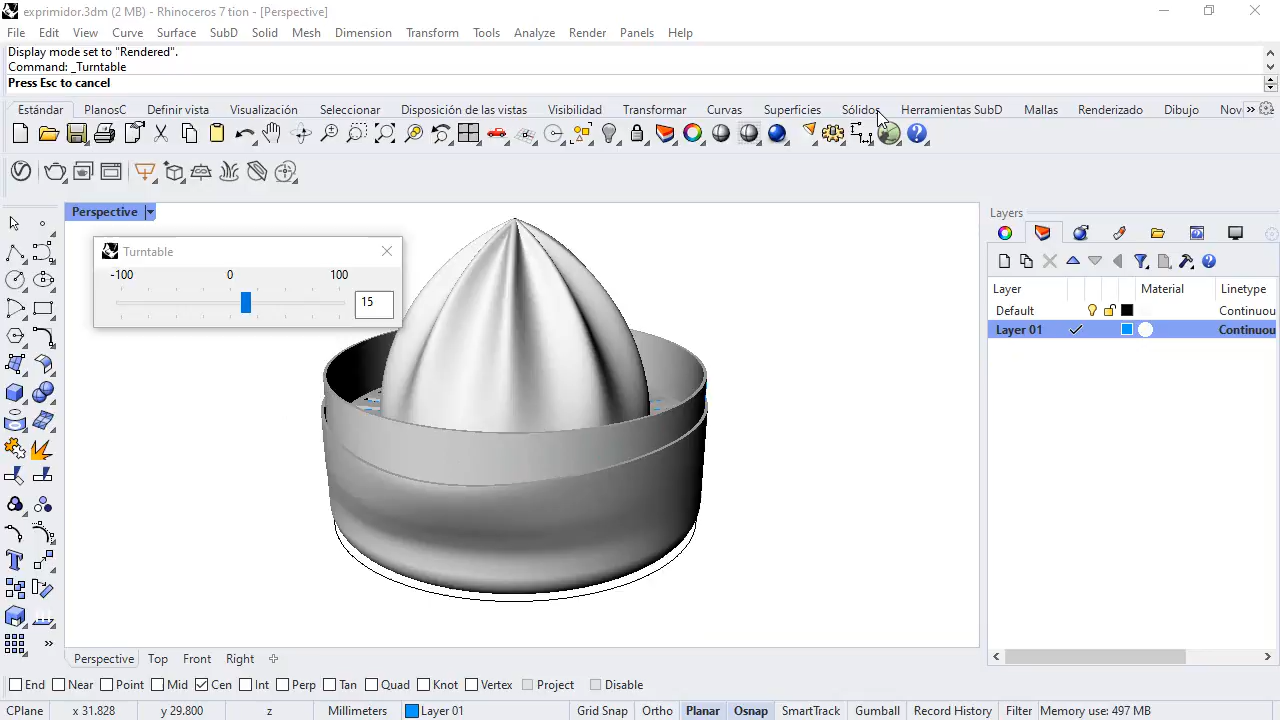 exprimidor.3dm (2 MB) - Rhinoceros 7 tion - [Perspective]
File Edit View Curve Surface SubD Solid Mesh Dimension Transform Tools Analyze Render Panels Help
Display mode set to "Rendered".
Command: _Turntable
Press Esc to cancel
Estándar PlanosC Definir vista Visualización Seleccionar Disposición de las vistas Visibilidad Transformar Curvas Superficies Sólidos Herramientas SubD Mallas Renderizado Dibujo Nov
Perspective
Turntable
-100 0 100
15
Layers
Layer Material Linetype
Default Continuou
Layer 01 Continuou
Perspective Top Front Right
End Near Point Mid Cen Int Perp Tan Quad Knot Vertex Project Disable
CPlane x 31.828 y 29.800 z Millimeters Layer 01 Grid Snap Ortho Planar Osnap SmartTrack Gumball Record History Filter Memory use: 497 MB